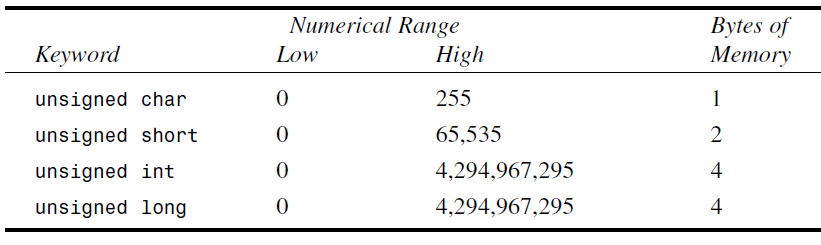 Numerical Range Bytes of
Keyword Low High Memory
unsigned char 0 255 1
unsigned short 0 65,535 2
unsigned int 0 4,294,967,295 4
unsigned long 0 4,294,967,295 4